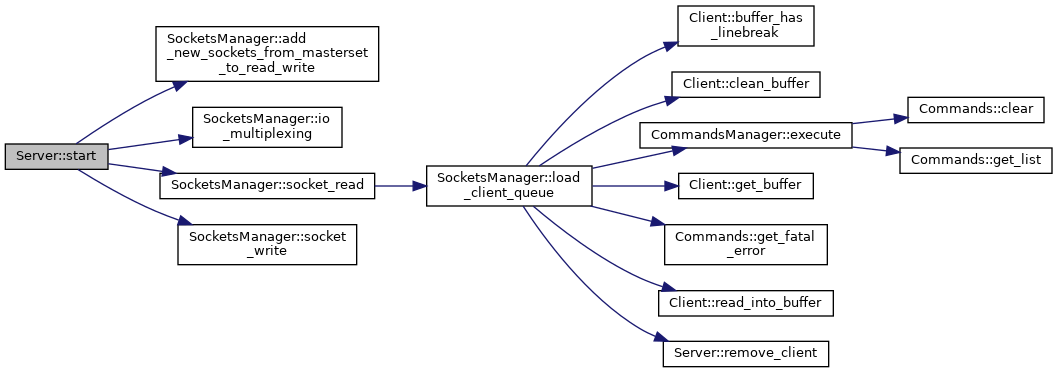 Server::start
SocketsManager::add
_new_sockets_from_masterset
_to_read_write
SocketsManager::io
_multiplexing
SocketsManager::socket_read
SocketsManager::socket
_write
SocketsManager::load
_client_queue
Client::buffer_has
_linebreak
Client::clean_buffer
CommandsManager::execute
Client::get_buffer
Commands::get_fatal
_error
Client::read_into_buffer
Server::remove_client
Commands::clear
Commands::get_list